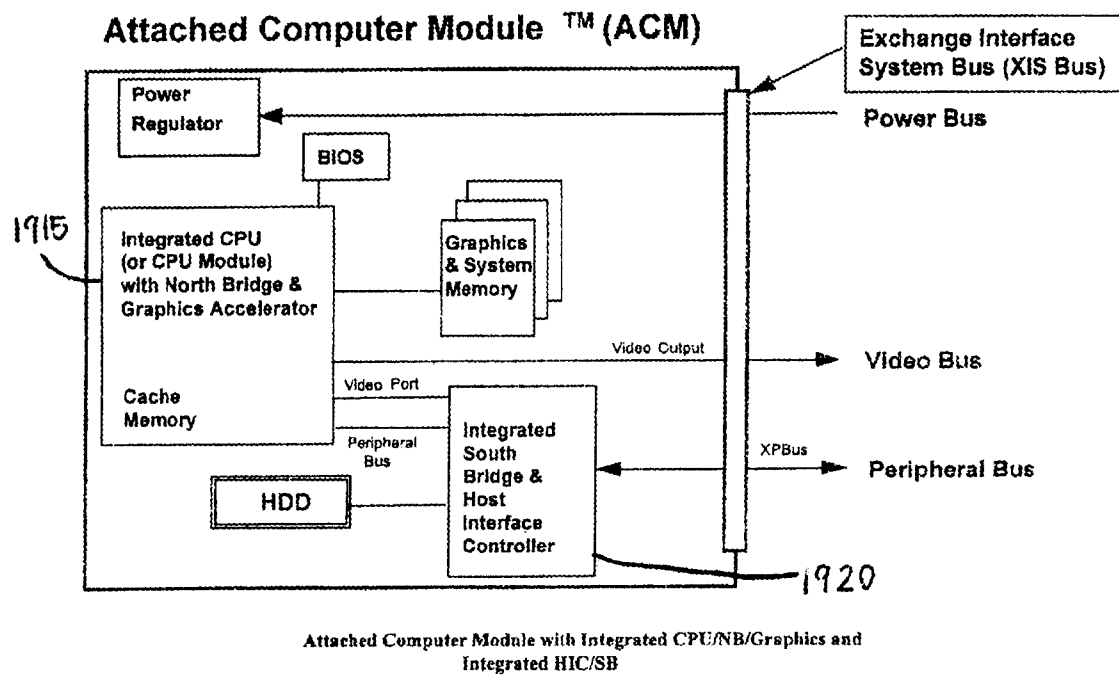 Attached Computer Module ™ (ACM)
Exchange Interface
System Bus (XIS Bus)
Power
Regulator
Power Bus
BIOS
1915
Integrated CPU
(or CPU Module)
with North Bridge &
Graphics Accelerator
Graphics
& System
Memory
Video Output
Video Bus
Video Port
Cache
Memory
Peripheral
Bus
Integrated
South
Bridge &
Host
Interface
Controller
XPBus
Peripheral Bus
HDD
1920
Attached Computer Module with Integrated CPU/NB/Graphics and
Integrated HIC/SB